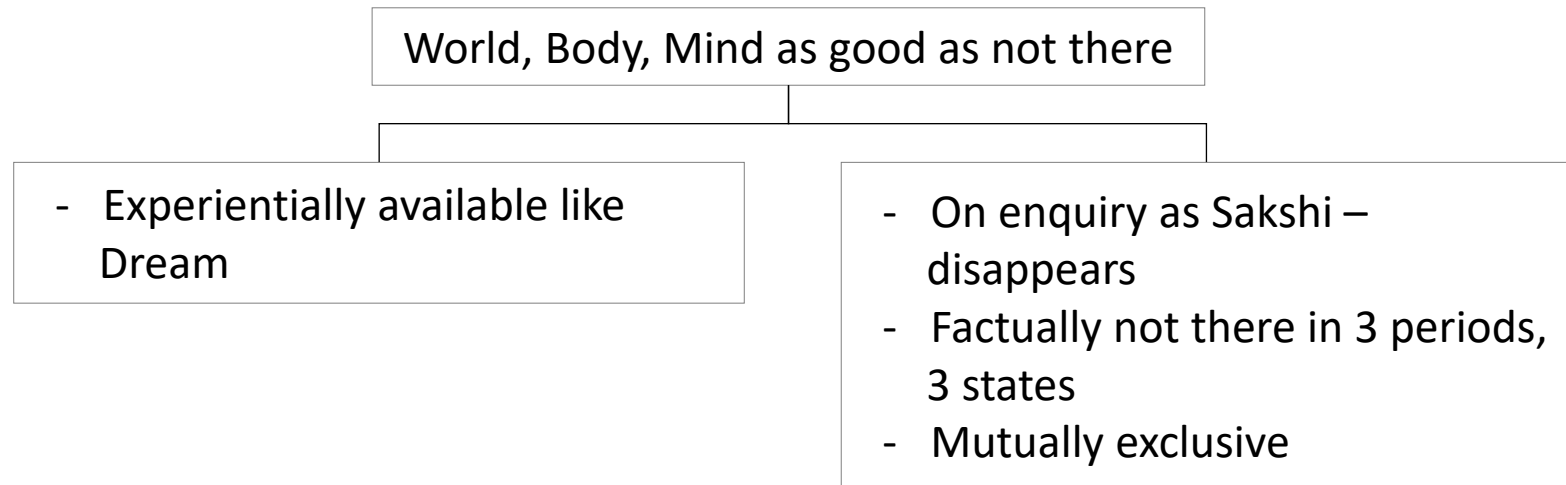 World, Body, Mind as good as not there
- Experientially available like
Dream
- On enquiry as Sakshi –
disappears
- Factually not there in 3 periods,
3 states
- Mutually exclusive